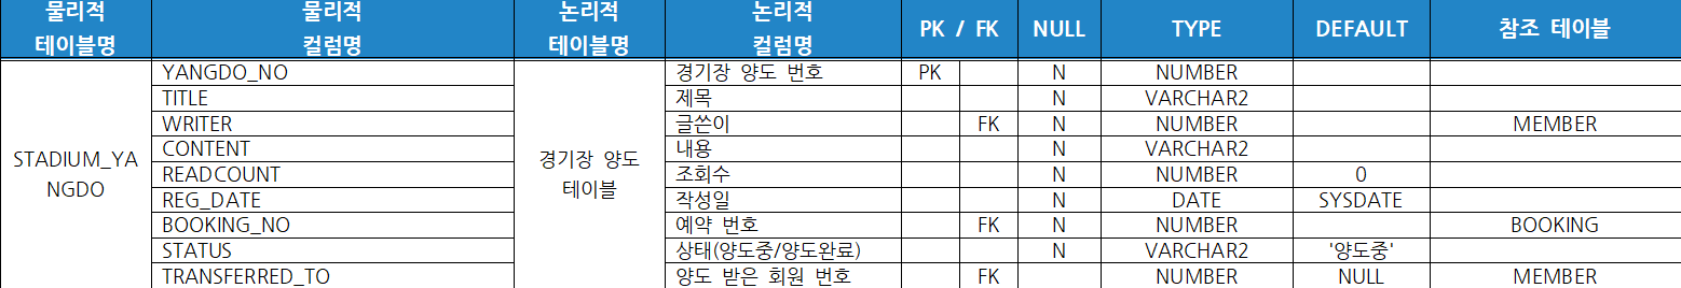 물리적 테이블명 물리적 컬럼명 논리적 테이블명 논리적 컬럼명 PK / FK NULL TYPE DEFAULT 참조 테이블
STADIUM_YANGDO 경기장 양도 테이블
YANGDO_NO 경기장 양도 번호 PK N NUMBER
TITLE 제목 N VARCHAR2
WRITER 글쓴이 FK N NUMBER MEMBER
CONTENT 내용 N VARCHAR2
READCOUNT 조회수 N NUMBER 0
REG_DATE 작성일 N DATE SYSDATE
BOOKING_NO 예약 번호 FK N NUMBER BOOKING
STATUS 상태(양도중/양도완료) N VARCHAR2 '양도중'
TRANSFERRED_TO 양도 받은 회원 번호 FK NUMBER NULL MEMBER